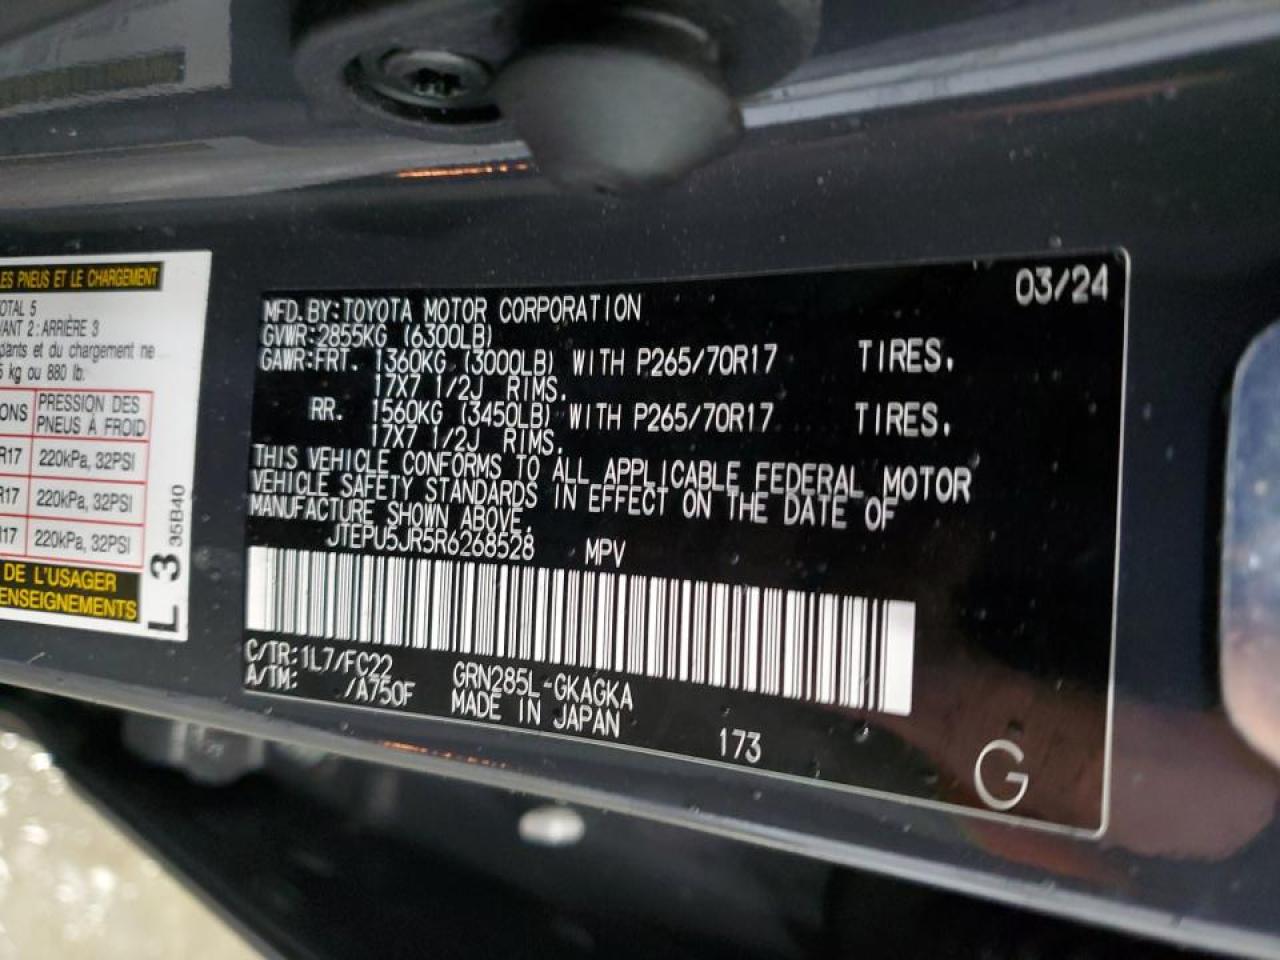 LES PNEUS ET LE CHARGEMENT
TOTAL 5
VANT 2 : ARRIÈRE 3
pants et du chargement ne
5 kg ou 880 lb.
IONS PRESSION DES PNEUS À FROID
R17 220kPa, 32PSI
R17 220kPa, 32PSI
R17 220kPa, 32PSI
DE L'USAGER
ENSEIGNEMENTS
L 3 35B40
03/24
MFD. BY: TOYOTA MOTOR CORPORATION
GVWR: 2855KG (6300LB)
GAWR: FRT. 1360KG (3000LB) WITH P265/70R17 TIRES,
17X7 1/2J RIMS.
RR. 1560KG (3450LB) WITH P265/70R17 TIRES,
17X7 1/2J RIMS.
THIS VEHICLE CONFORMS TO ALL APPLICABLE FEDERAL MOTOR
VEHICLE SAFETY STANDARDS IN EFFECT ON THE DATE OF
MANUFACTURE SHOWN ABOVE.
JTEPU5JR5R6268528 MPV
C/TR: 1L7/FC22 GRN285L-GKAGKA
A/TM: /A750F MADE IN JAPAN
173
G